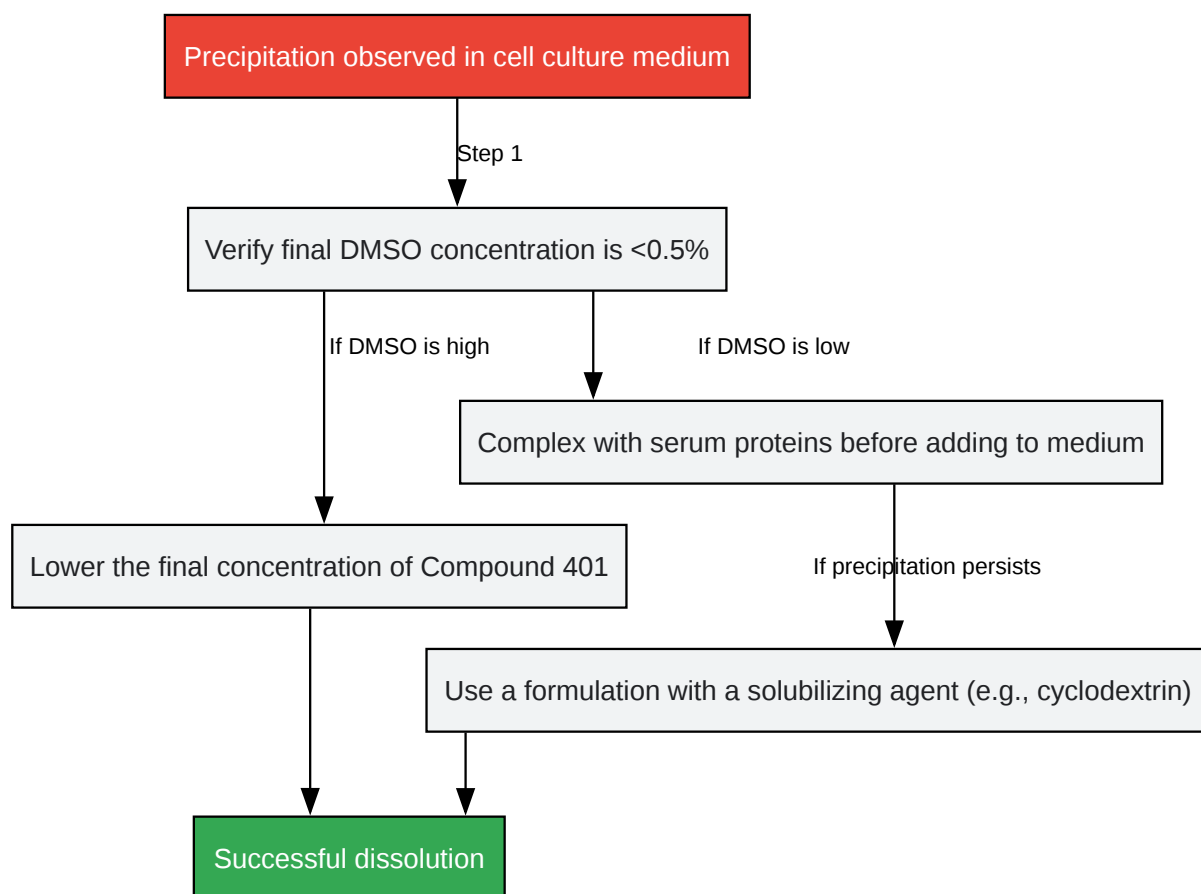 Precipitation observed in cell culture medium
Step 1
Verify final DMSO concentration is <0.5%
If DMSO is high
If DMSO is low
Complex with serum proteins before adding to medium
Lower the final concentration of Compound 401
If precipitation persists
Use a formulation with a solubilizing agent (e.g., cyclodextrin)
Successful dissolution